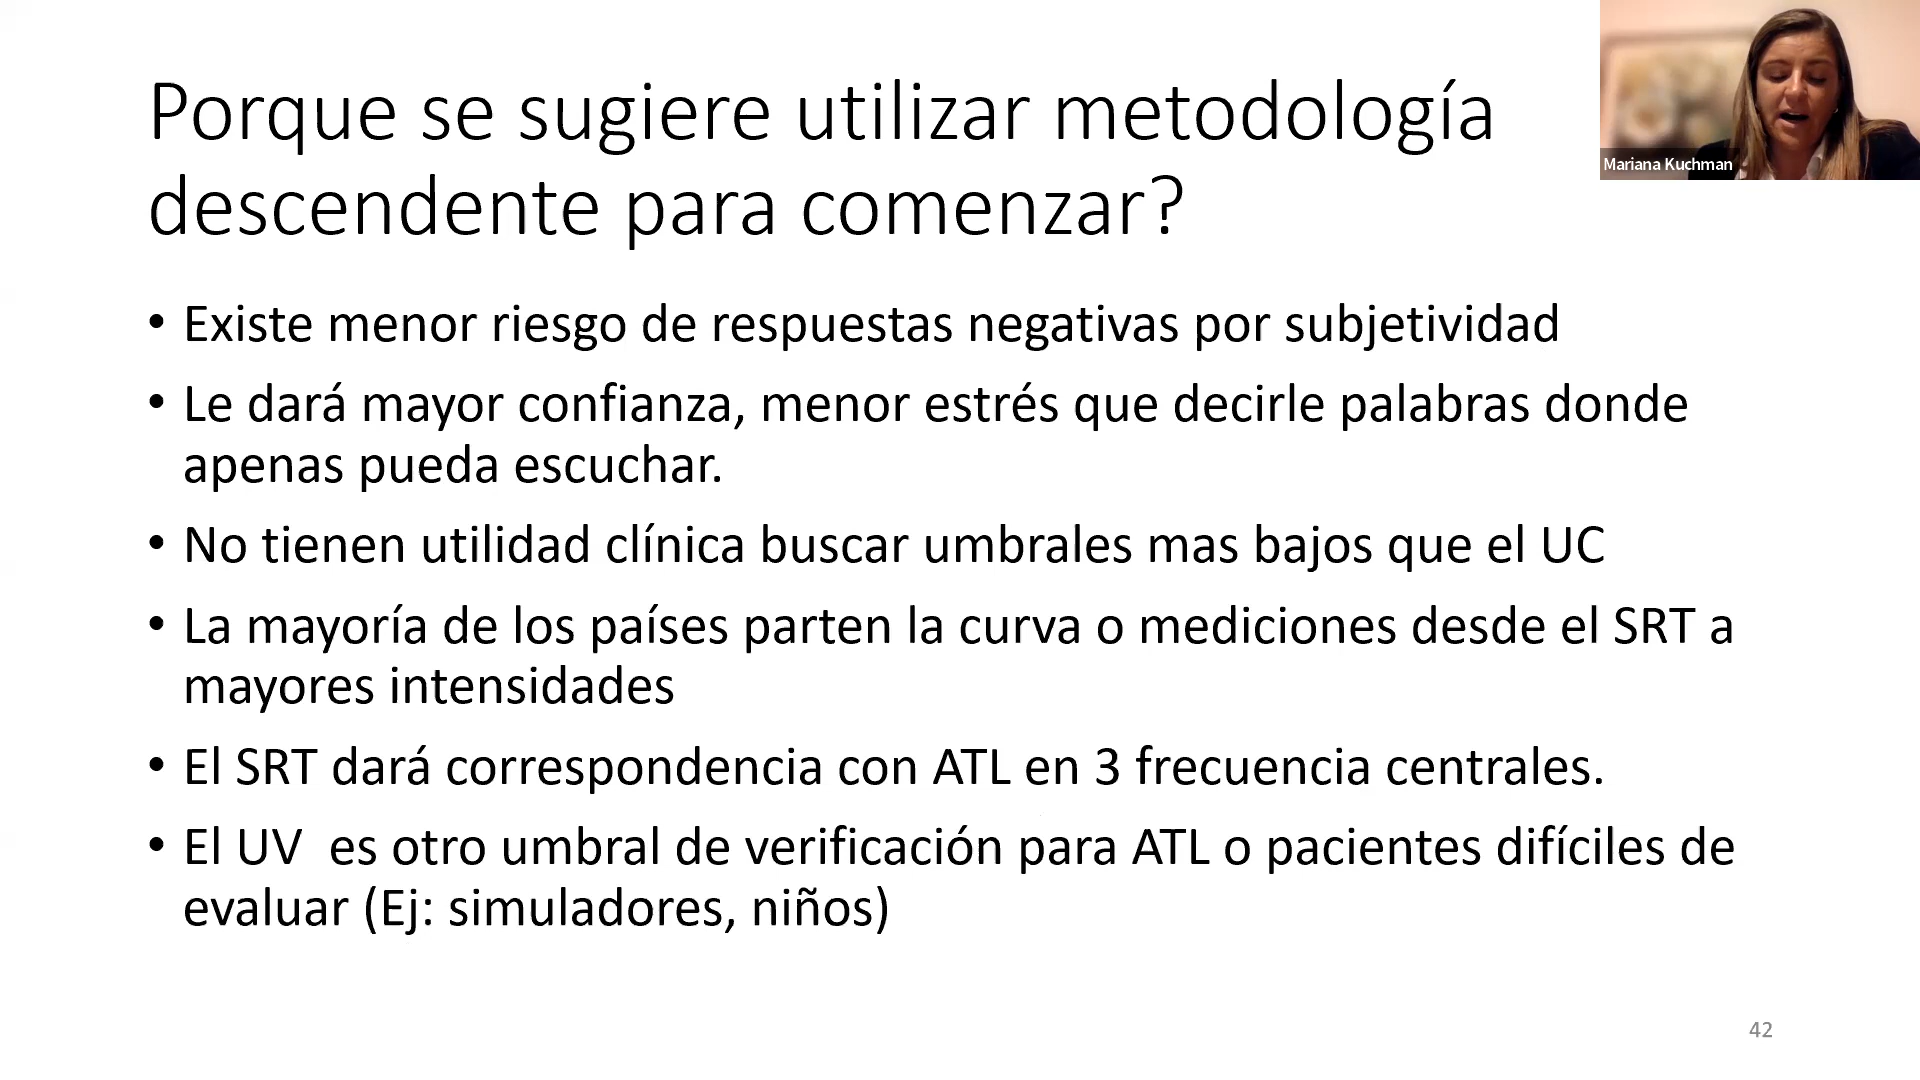 Porque se sugiere utilizar metodología
descendente para comenzar?
Mariana Kuchman
• Existe menor riesgo de respuestas negativas por subjetividad
• Le dará mayor confianza, menor estrés que decirle palabras donde
apenas pueda escuchar.
• No tienen utilidad clínica buscar umbrales mas bajos que el UC
• La mayoría de los países parten la curva o mediciones desde el SRT a
mayores intensidades
• El SRT dará correspondencia con ATL en 3 frecuencia centrales.
• El UV  es otro umbral de verificación para ATL o pacientes difíciles de
evaluar (Ej: simuladores, niños)
42